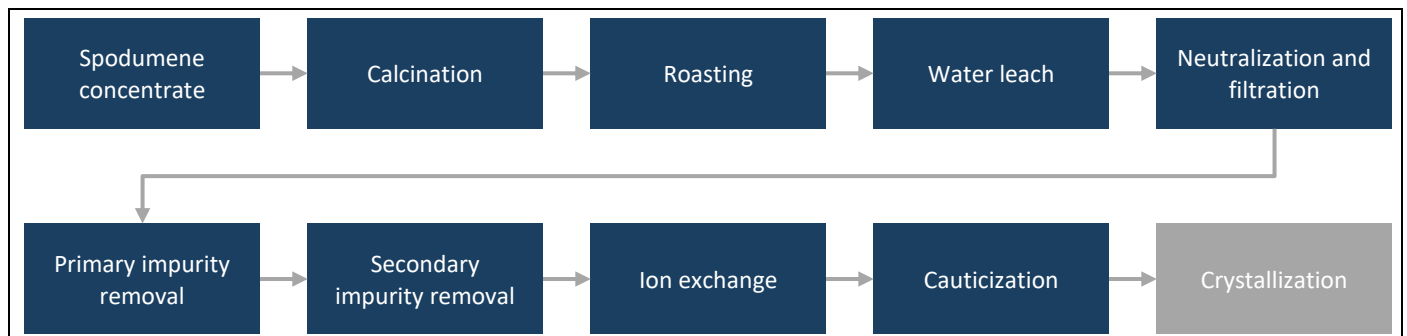 Spodumene
concentrate
Calcination
Roasting
Water leach
Neutralization and
filtration
Primary impurity
removal
Secondary
impurity removal
Ion exchange
Cauticization
Crystallization